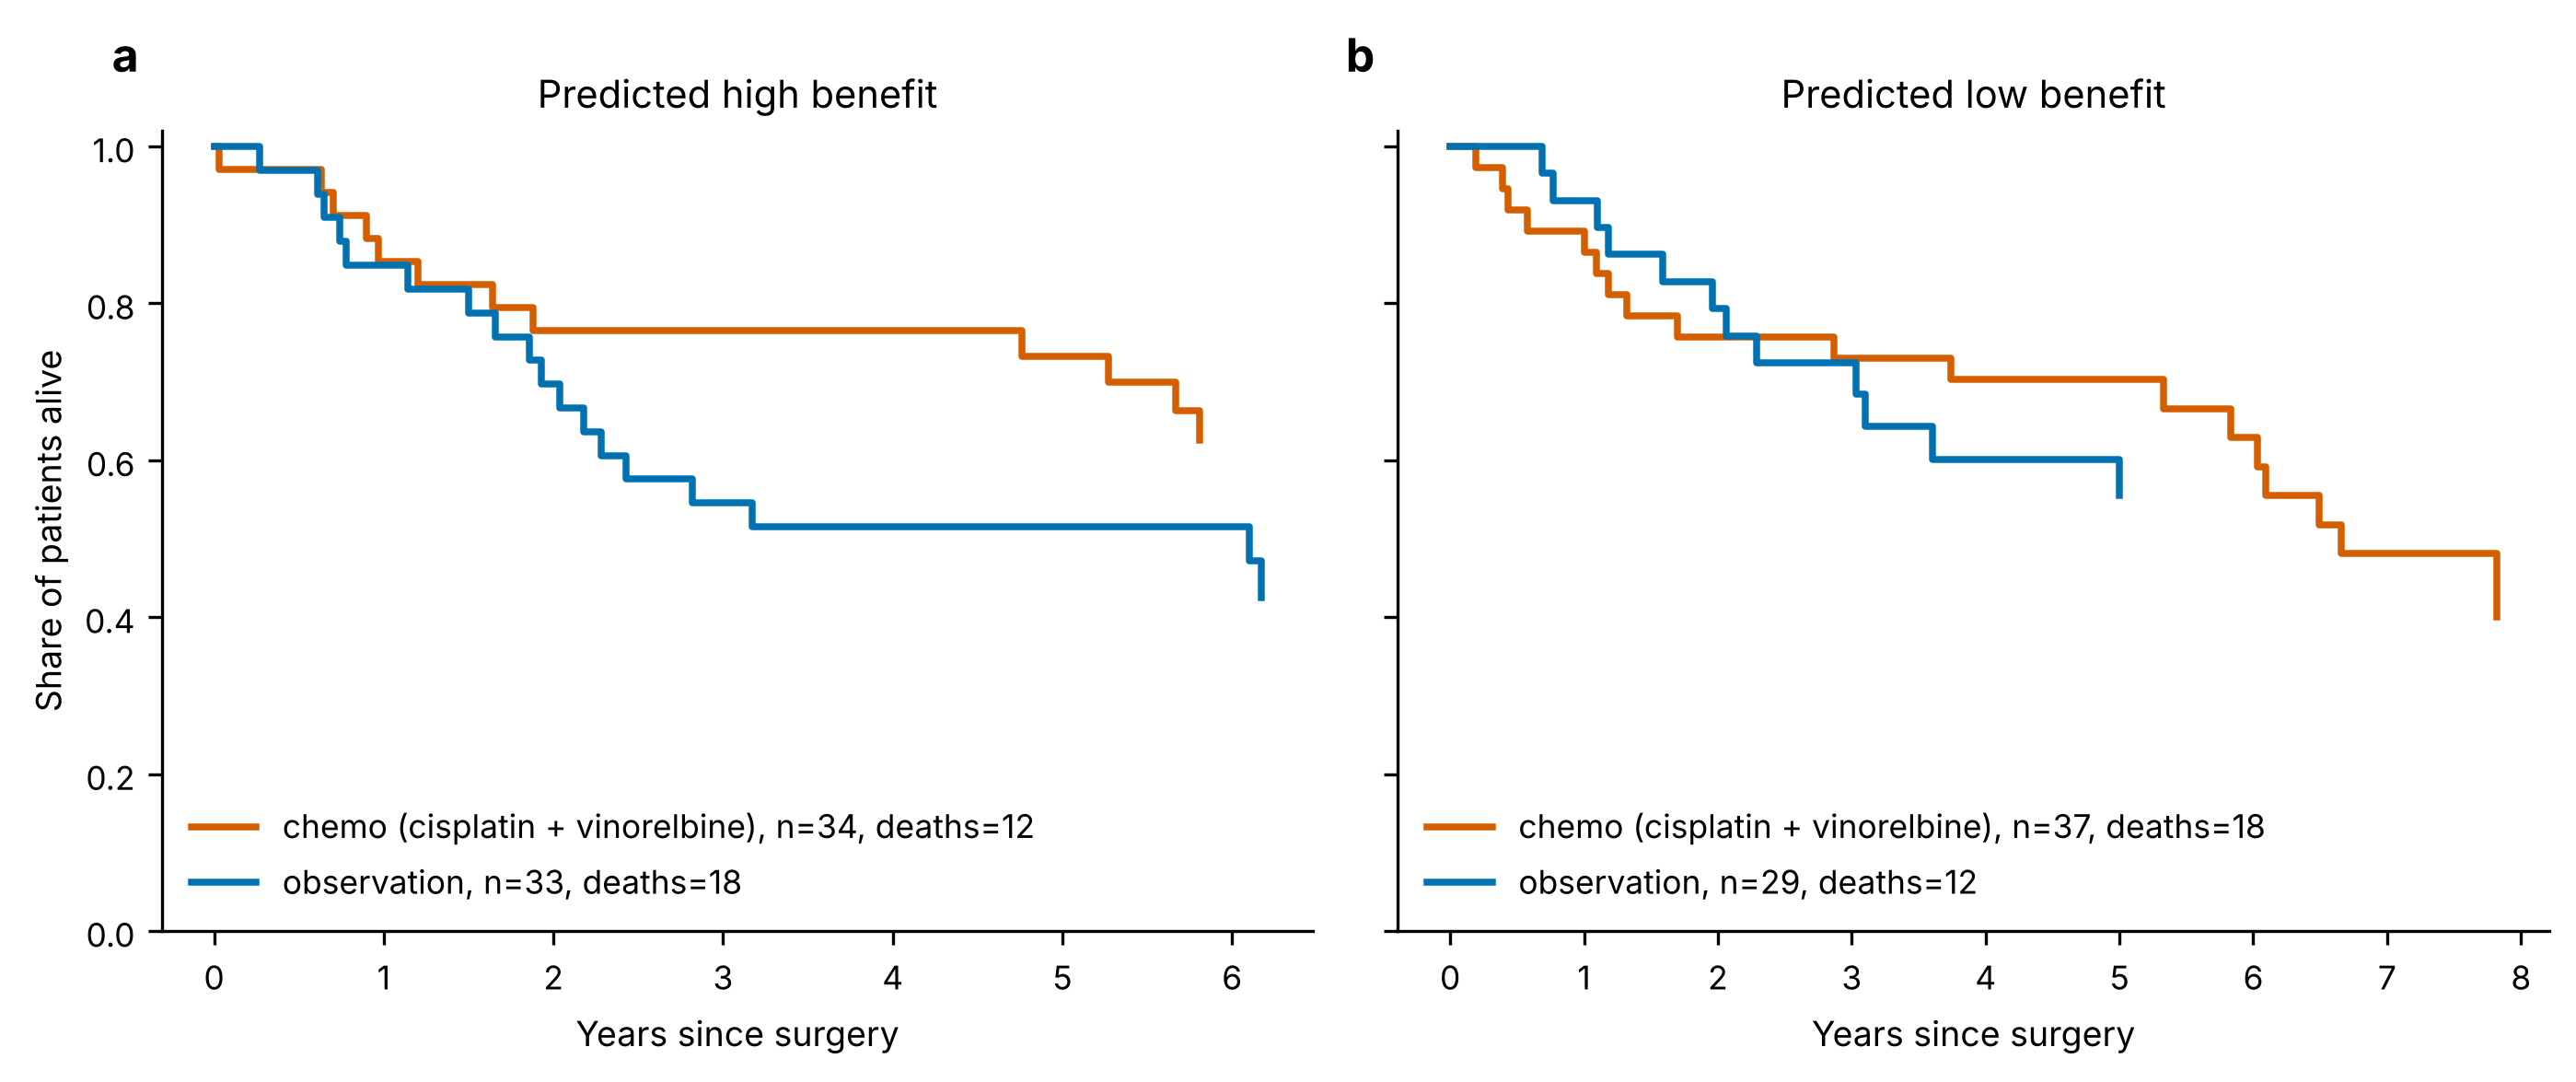 a
Predicted high benefit
Share of patients alive
1.0
0.8
0.6
0.4
0.2
0.0
chemo (cisplatin + vinorelbine), n=34, deaths=12
observation, n=33, deaths=18
0 1 2 3 4 5 6
Years since surgery
b
Predicted low benefit
chemo (cisplatin + vinorelbine), n=37, deaths=18
observation, n=29, deaths=12
0 1 2 3 4 5 6 7 8
Years since surgery